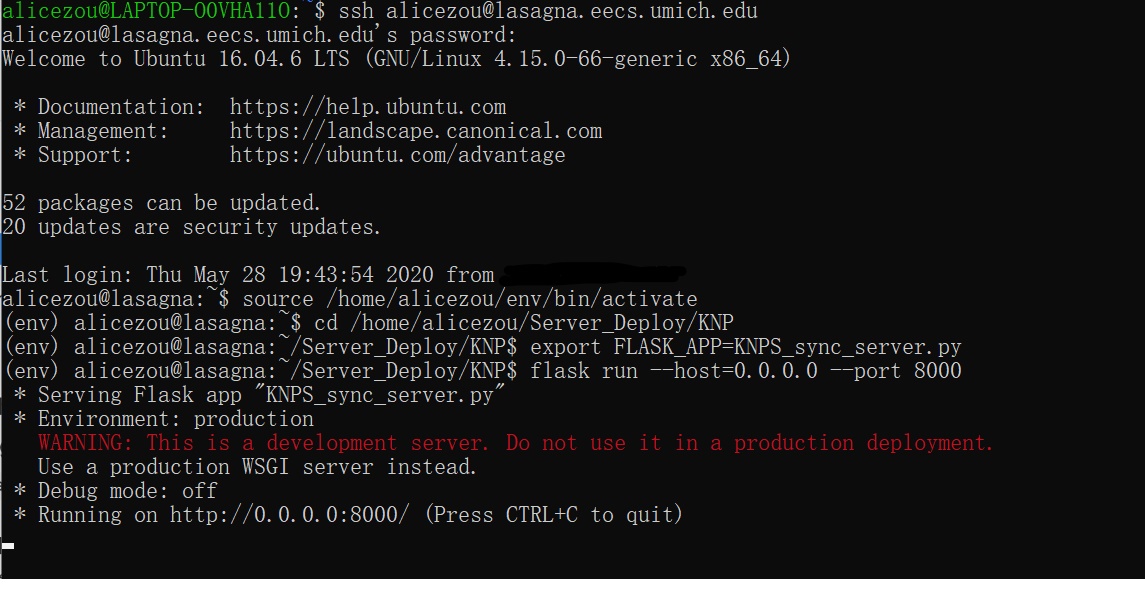 alicezou@LAPTOP-OOVHA11O:~$ ssh alicezou@lasagna.eecs.umich.edu
alicezou@lasagna.eecs.umich.edu's password:
Welcome to Ubuntu 16.04.6 LTS (GNU/Linux 4.15.0-66-generic x86_64)
* Documentation: https://help.ubuntu.com
* Management: https://landscape.canonical.com
* Support: https://ubuntu.com/advantage
52 packages can be updated.
20 updates are security updates.
Last login: Thu May 28 19:43:54 2020 from
alicezou@lasagna:~$ source /home/alicezou/env/bin/activate
(env) alicezou@lasagna:~$ cd /home/alicezou/Server_Deploy/KNP
(env) alicezou@lasagna:~/Server_Deploy/KNP$ export FLASK_APP=KNPS_sync_server.py
(env) alicezou@lasagna:~/Server_Deploy/KNP$ flask run --host=0.0.0.0 --port 8000
* Serving Flask app "KNPS_sync_server.py"
* Environment: production
WARNING: This is a development server. Do not use it in a production deployment.
Use a production WSGI server instead.
* Debug mode: off
* Running on http://0.0.0.0:8000/ (Press CTRL+C to quit)